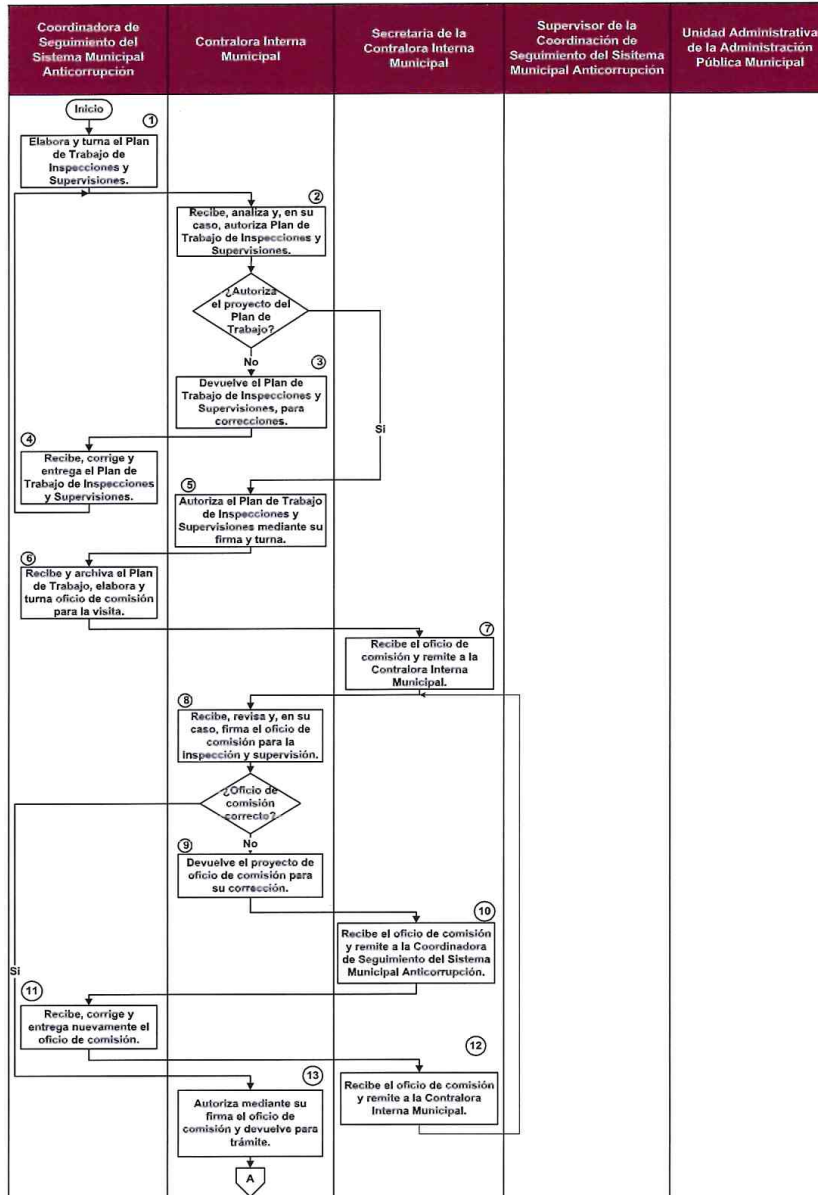 Coordinadora de
Seguimiento del
Sistema Municipal
Anticorrupción
Contralora Interna
Municipal
Secretaria de la
Contralora Interna
Municipal
Supervisor de la
Coordinación de
Seguimiento del Sisitema
Municipal Anticorrupción
Unidad Administrativa
de la Administración
Pública Municipal
Inicio
1
Elabora y turna el Plan
de Trabajo de
Inspecciones y
Supervisiones.
2
Recibe, analiza y, en su
caso, autoriza Plan de
Trabajo de Inspecciones y
Supervisiones.
¿Autoriza
el proyecto del
Plan de
Trabajo?
No
Si
3
Devuelve el Plan de
Trabajo de Inspecciones y
Supervisiones, para
correcciones.
4
Recibe, corrige y
entrega el Plan de
Trabajo de Inspecciones
y Supervisiones.
5
Autoriza el Plan de Trabajo
de Inspecciones y
Supervisiones mediante su
firma y turna.
6
Recibe y archiva el Plan
de Trabajo, elabora y
turna oficio de comisión
para la visita.
7
Recibe el oficio de
comisión y remite a la
Contralora Interna
Municipal.
8
Recibe, revisa y, en su
caso, firma el oficio de
comisión para la
inspección y supervisión.
¿Oficio de
comisión
correcto?
No
9
Devuelve el proyecto de
oficio de comisión para
su corrección.
10
Recibe el oficio de comisión
y remite a la Coordinadora
de Seguimiento del Sistema
Municipal Anticorrupción.
Si
11
Recibe, corrige y
entrega nuevamente el
oficio de comisión.
12
Recibe el oficio de comisión
y remite a la Contralora
Interna Municipal.
13
Autoriza mediante su
firma el oficio de
comisión y devuelve para
trámite.
A